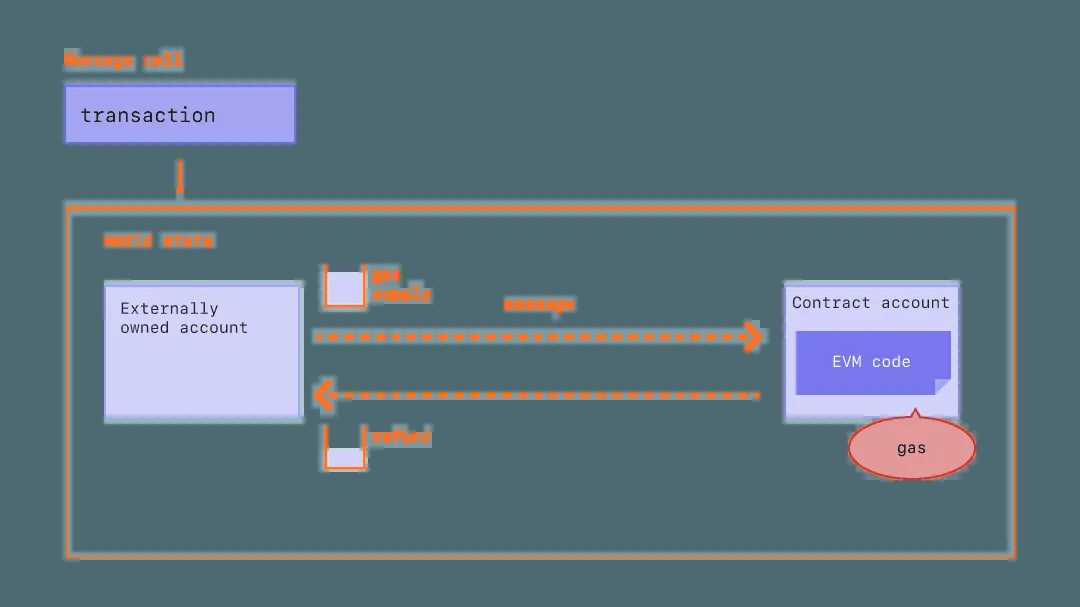 Message call
transaction
World state
gas
supply
message
Externally
owned account
Contract account
EVM code
refund
gas